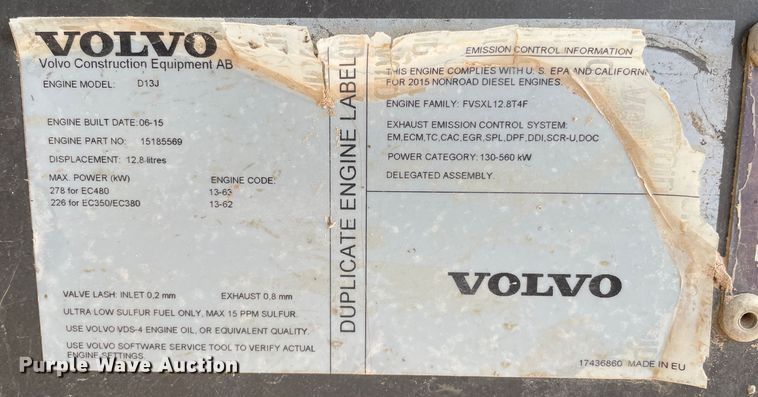 VOLVO
Volvo Construction Equipment AB
ENGINE MODEL: D13J
ENGINE BUILT DATE: 06-15
ENGINE PART NO: 15185569
DISPLACEMENT: 12.8-litres
MAX. POWER (kW) ENGINE CODE:
278 for EC480 13-63
226 for EC350/EC380 13-62
VALVE LASH: INLET 0,2 mm EXHAUST 0,8 mm
ULTRA LOW SULFUR FUEL ONLY, MAX 15 PPM SULFUR.
USE VOLVO VDS-4 ENGINE OIL, OR EQUIVALENT QUALITY.
USE VOLVO SOFTWARE SERVICE TOOL TO VERIFY ACTUAL
ENGINE SETTINGS.
DUPLICATE ENGINE LABEL
EMISSION CONTROL INFORMATION
THIS ENGINE COMPLIES WITH U. S. EPA AND
FOR 2015 NONROAD DIESEL ENGINES.
ENGINE FAMILY: FVSXL12.8T4F
EXHAUST EMISSION CONTROL SYSTEM:
EM,ECM,TC,CAC,EGR,SPL,DPF,DDI,SCR-U,DOC
POWER CATEGORY: 130-560 kW
DELEGATED ASSEMBLY.
VOLVO
17436860 MADE IN EU
Purple Wave Auction